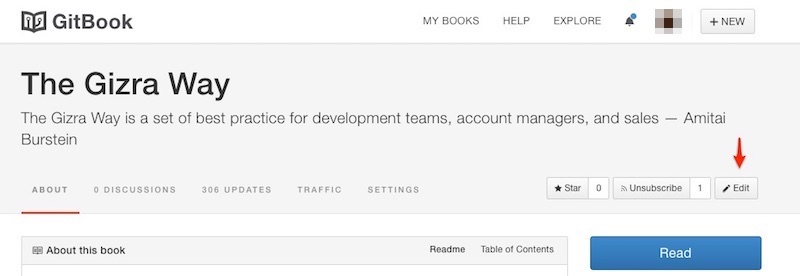 GitBook MY BOOKS HELP EXPLORE + NEW
The Gizra Way
The Gizra Way is a set of best practice for development teams, account managers, and sales — Amitai
Burstein
ABOUT 0 DISCUSSIONS 306 UPDATES TRAFFIC SETTINGS Star 0 Unsubscribe 1 Edit
About this book Readme Table of Contents Read